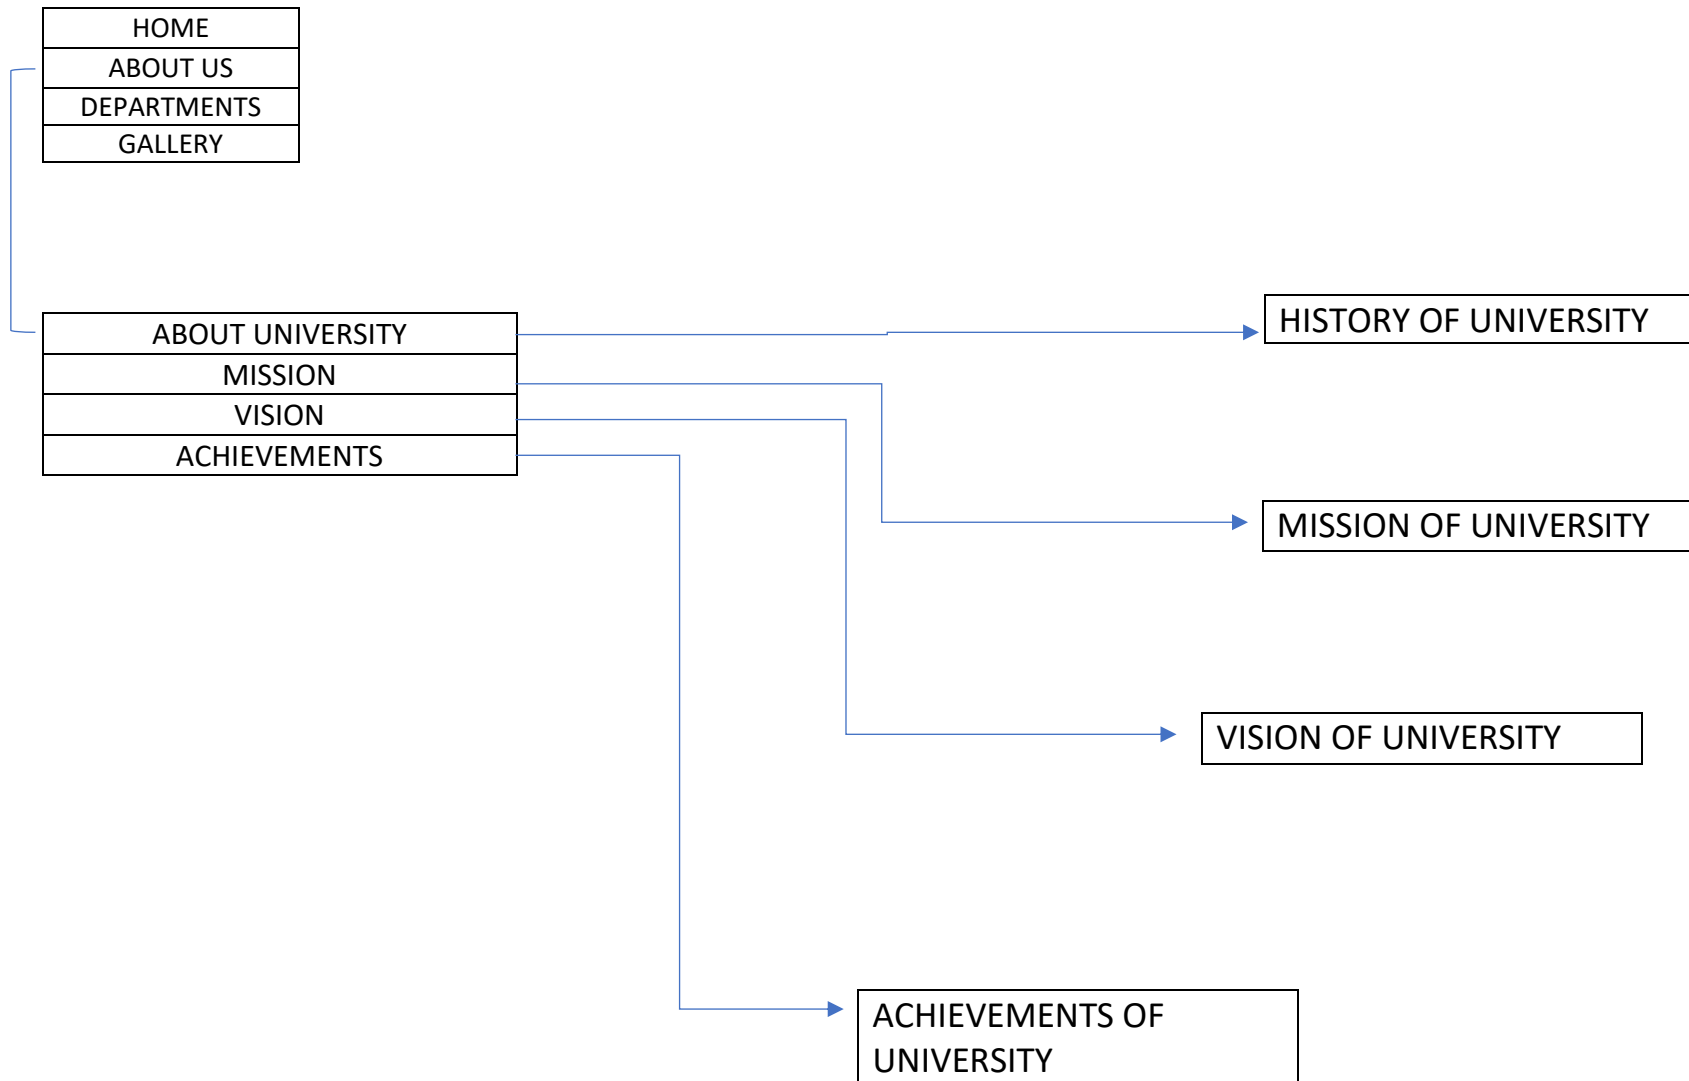 HOME
ABOUT US
DEPARTMENTS
GALLERY
ABOUT UNIVERSITY
MISSION
VISION
ACHIEVEMENTS
HISTORY OF UNIVERSITY
MISSION OF UNIVERSITY
VISION OF UNIVERSITY
ACHIEVEMENTS OF
UNIVERSITY